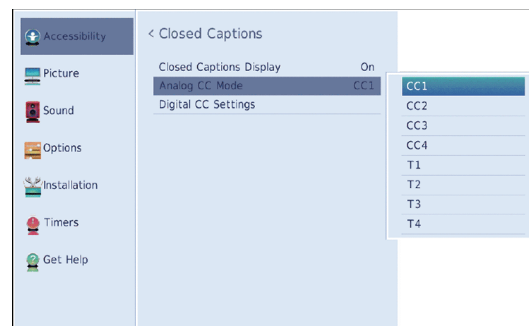 Accessibility
Picture
Sound
Options
Installation
Timers
Get Help
< Closed Captions
Closed Captions Display On
Analog CC Mode CC1
Digital CC Settings
CC1
CC2
CC3
CC4
T1
T2
T3
T4